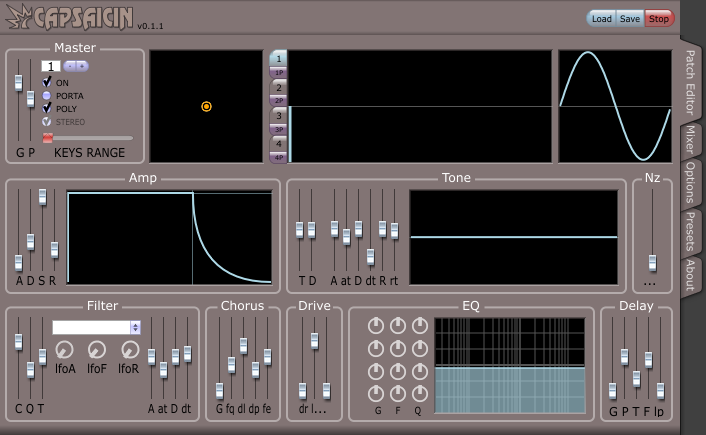 CAPSAICIN v0.1.1
Load Save Stop
Master
1 - +
ON
PORTA
POLY
STEREO
G P KEYS RANGE
1
1P
2
2P
3
3P
4
4P
Patch Editor
Mixer
Options
Presets
About
Amp
A D S R
Tone
T D A at D dt R rt
Nz
...
Filter
lfoA lfoF lfoR
C Q T A at D dt
Chorus
G fq dl dp fe
Drive
dr l...
EQ
G F Q
Delay
G P T F lp